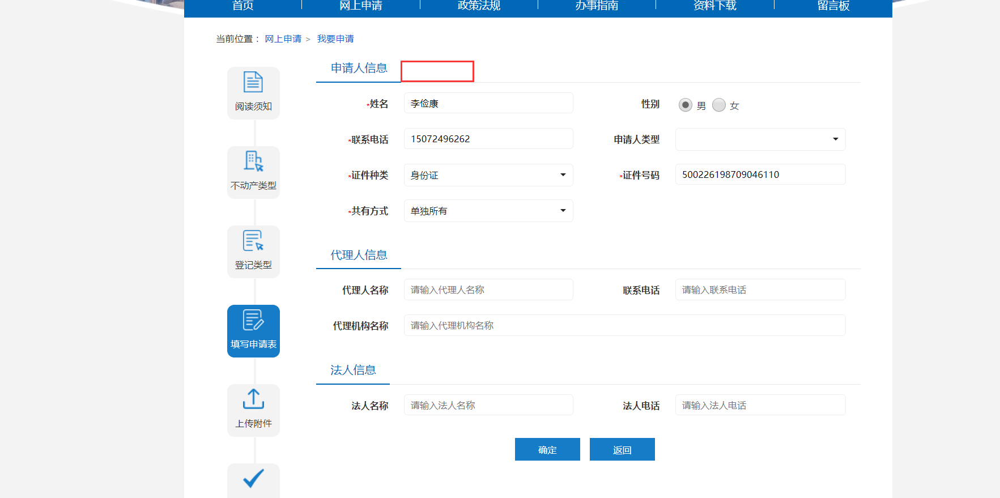 首页 网上申请 政策法规 办事指南 资料下载 留言板
当前位置： 网上申请 > 我要申请
阅读须知
不动产类型
登记类型
填写申请表
上传附件
申请人信息
*姓名 李俭康 性别 男 女
*联系电话 15072496262 申请人类型
*证件种类 身份证 *证件号码 500226198709046110
*共有方式 单独所有
代理人信息
代理人名称 请输入代理人名称 联系电话 请输入联系电话
代理机构名称 请输入代理机构名称
法人信息
法人名称 请输入法人名称 法人电话 请输入法人电话
确定 返回